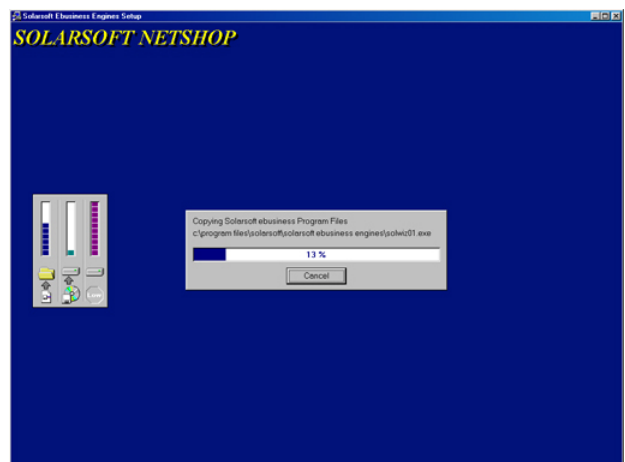 Solarsoft Ebusiness Engines Setup
SOLARSOFT NETSHOP
Copying Solarsoft ebusiness Program Files
c:\program files\solarsoft\solarsoft ebusiness engines\solwiz01.exe
13 %
Cancel